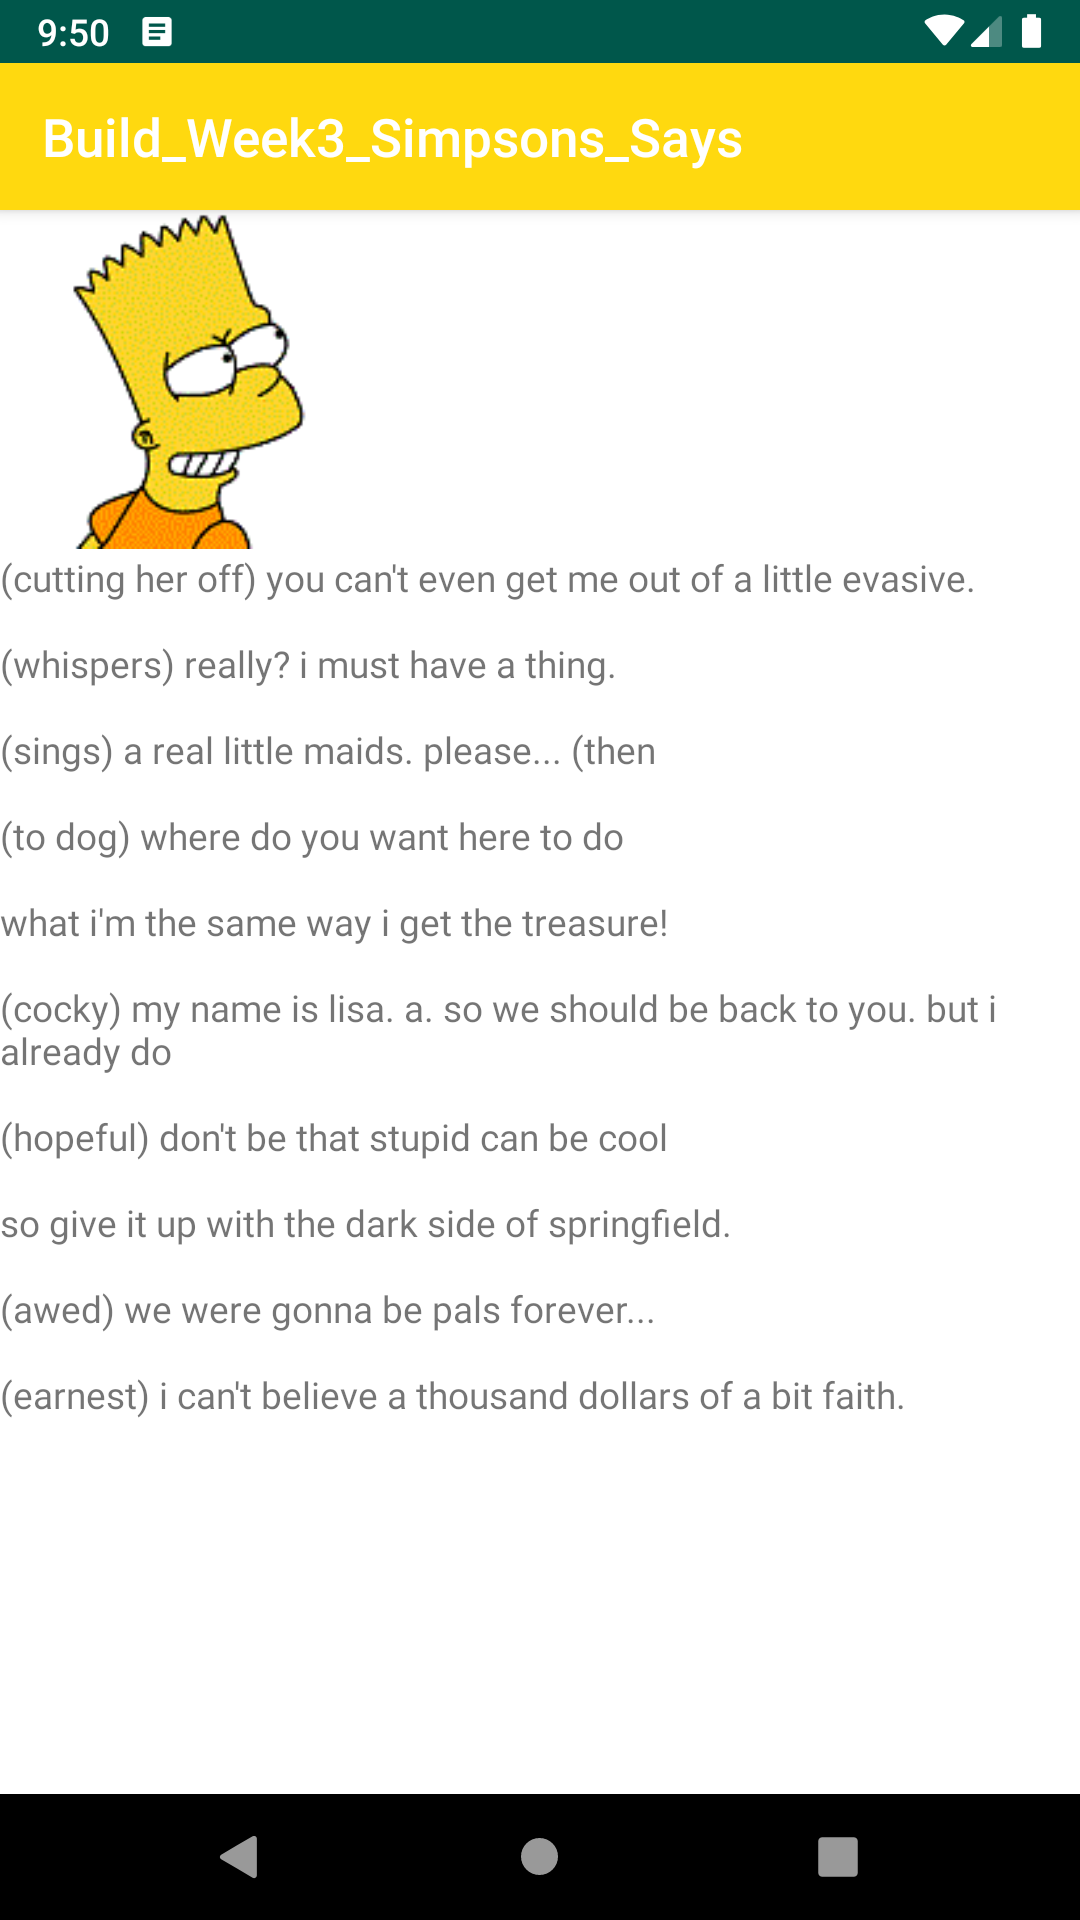 9:50
Build_Week3_Simpsons_Says
(cutting her off) you can't even get me out of a little evasive.
(whispers) really? i must have a thing.
(sings) a real little maids. please... (then
(to dog) where do you want here to do
what i'm the same way i get the treasure!
(cocky) my name is lisa. a. so we should be back to you. but i
already do
(hopeful) don't be that stupid can be cool
so give it up with the dark side of springfield.
(awed) we were gonna be pals forever...
(earnest) i can't believe a thousand dollars of a bit faith.